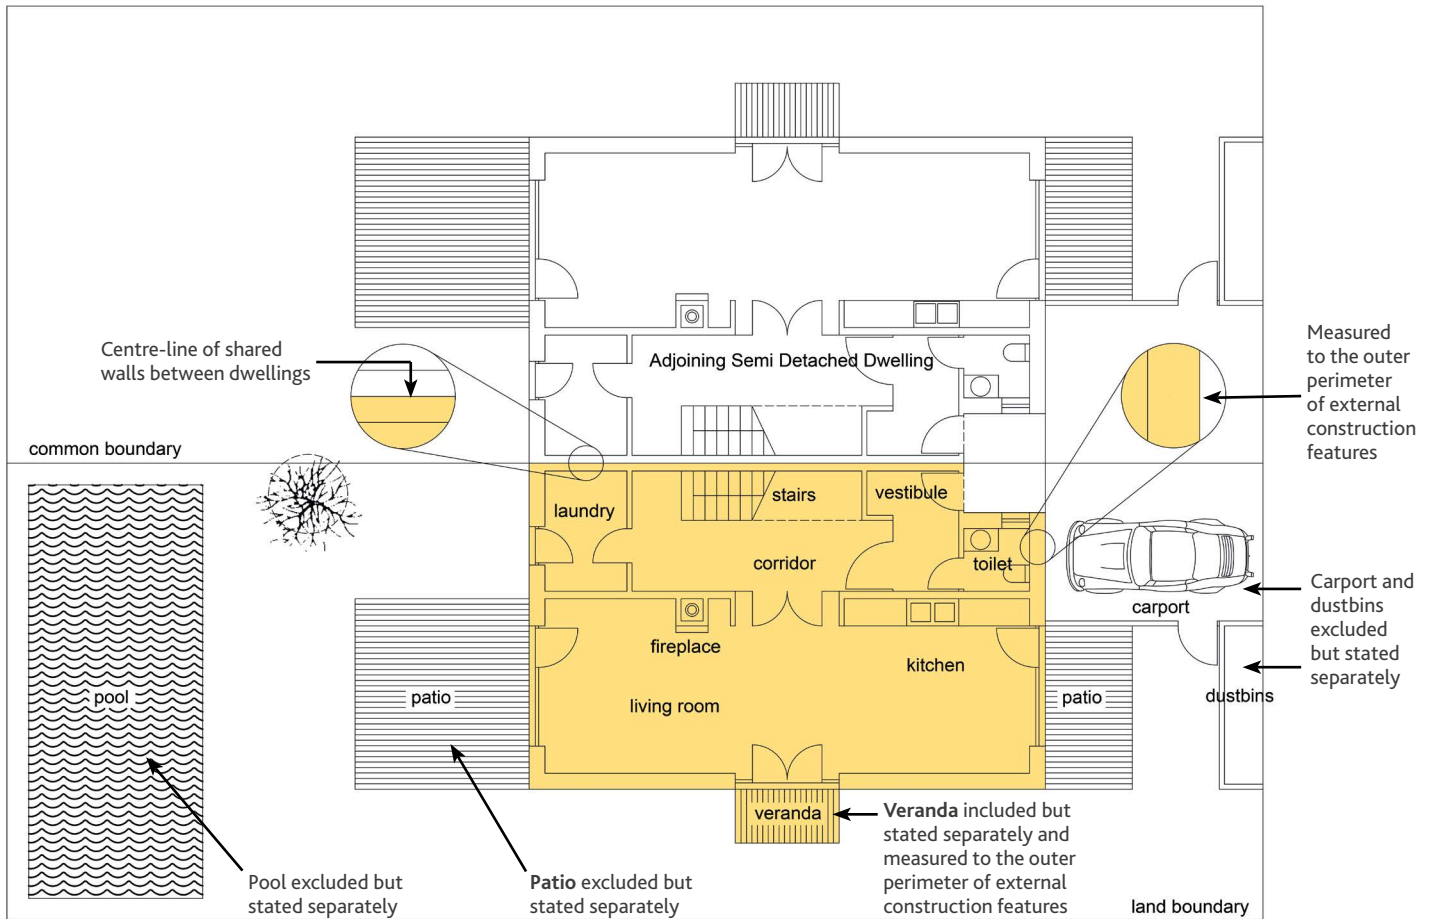 Centre-line of shared
walls between dwellings
Adjoining Semi Detached Dwelling
Measured
to the outer
perimeter
of external
construction
features
common boundary
laundry
stairs
vestibule
corridor
toilet
carport
Carport and
dustbins
excluded
but stated
separately
fireplace
kitchen
living room
pool
patio
patio
dustbins
veranda
Veranda included but
stated separately and
measured to the outer
perimeter of external
construction features
Pool excluded but
stated separately
Patio excluded but
stated separately
land boundary